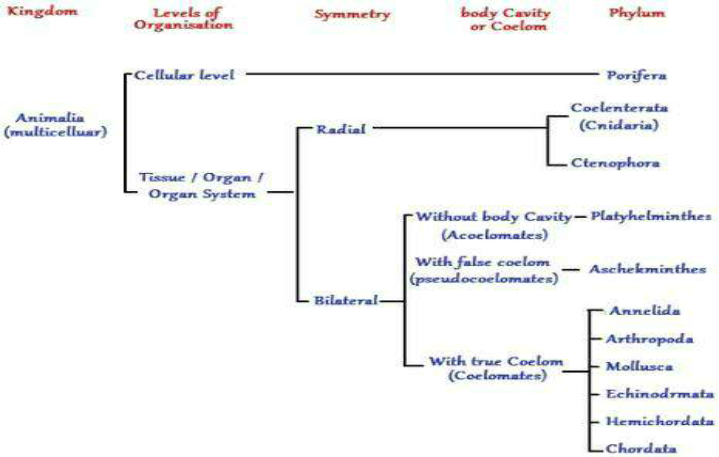 Kingdom
Levels of
Organisation
Symmetry
body Cavity
or Coelom
Phylum
Cellular level
Porifera
Animalia
(multicelluar)
Radial
Coelenterata
(Cnidaria)
Ctenophora
Tissue / Organ /
Organ System
Without body Cavity
(Acoelomates)
Platyhelminthes
With false coelom
(pseudocoelomates)
Aschekminthes
Bilateral
With true Coelom
(Coelomates)
Annelida
Arthropoda
Mollusca
Echinodrmata
Hemichordata
Chordata